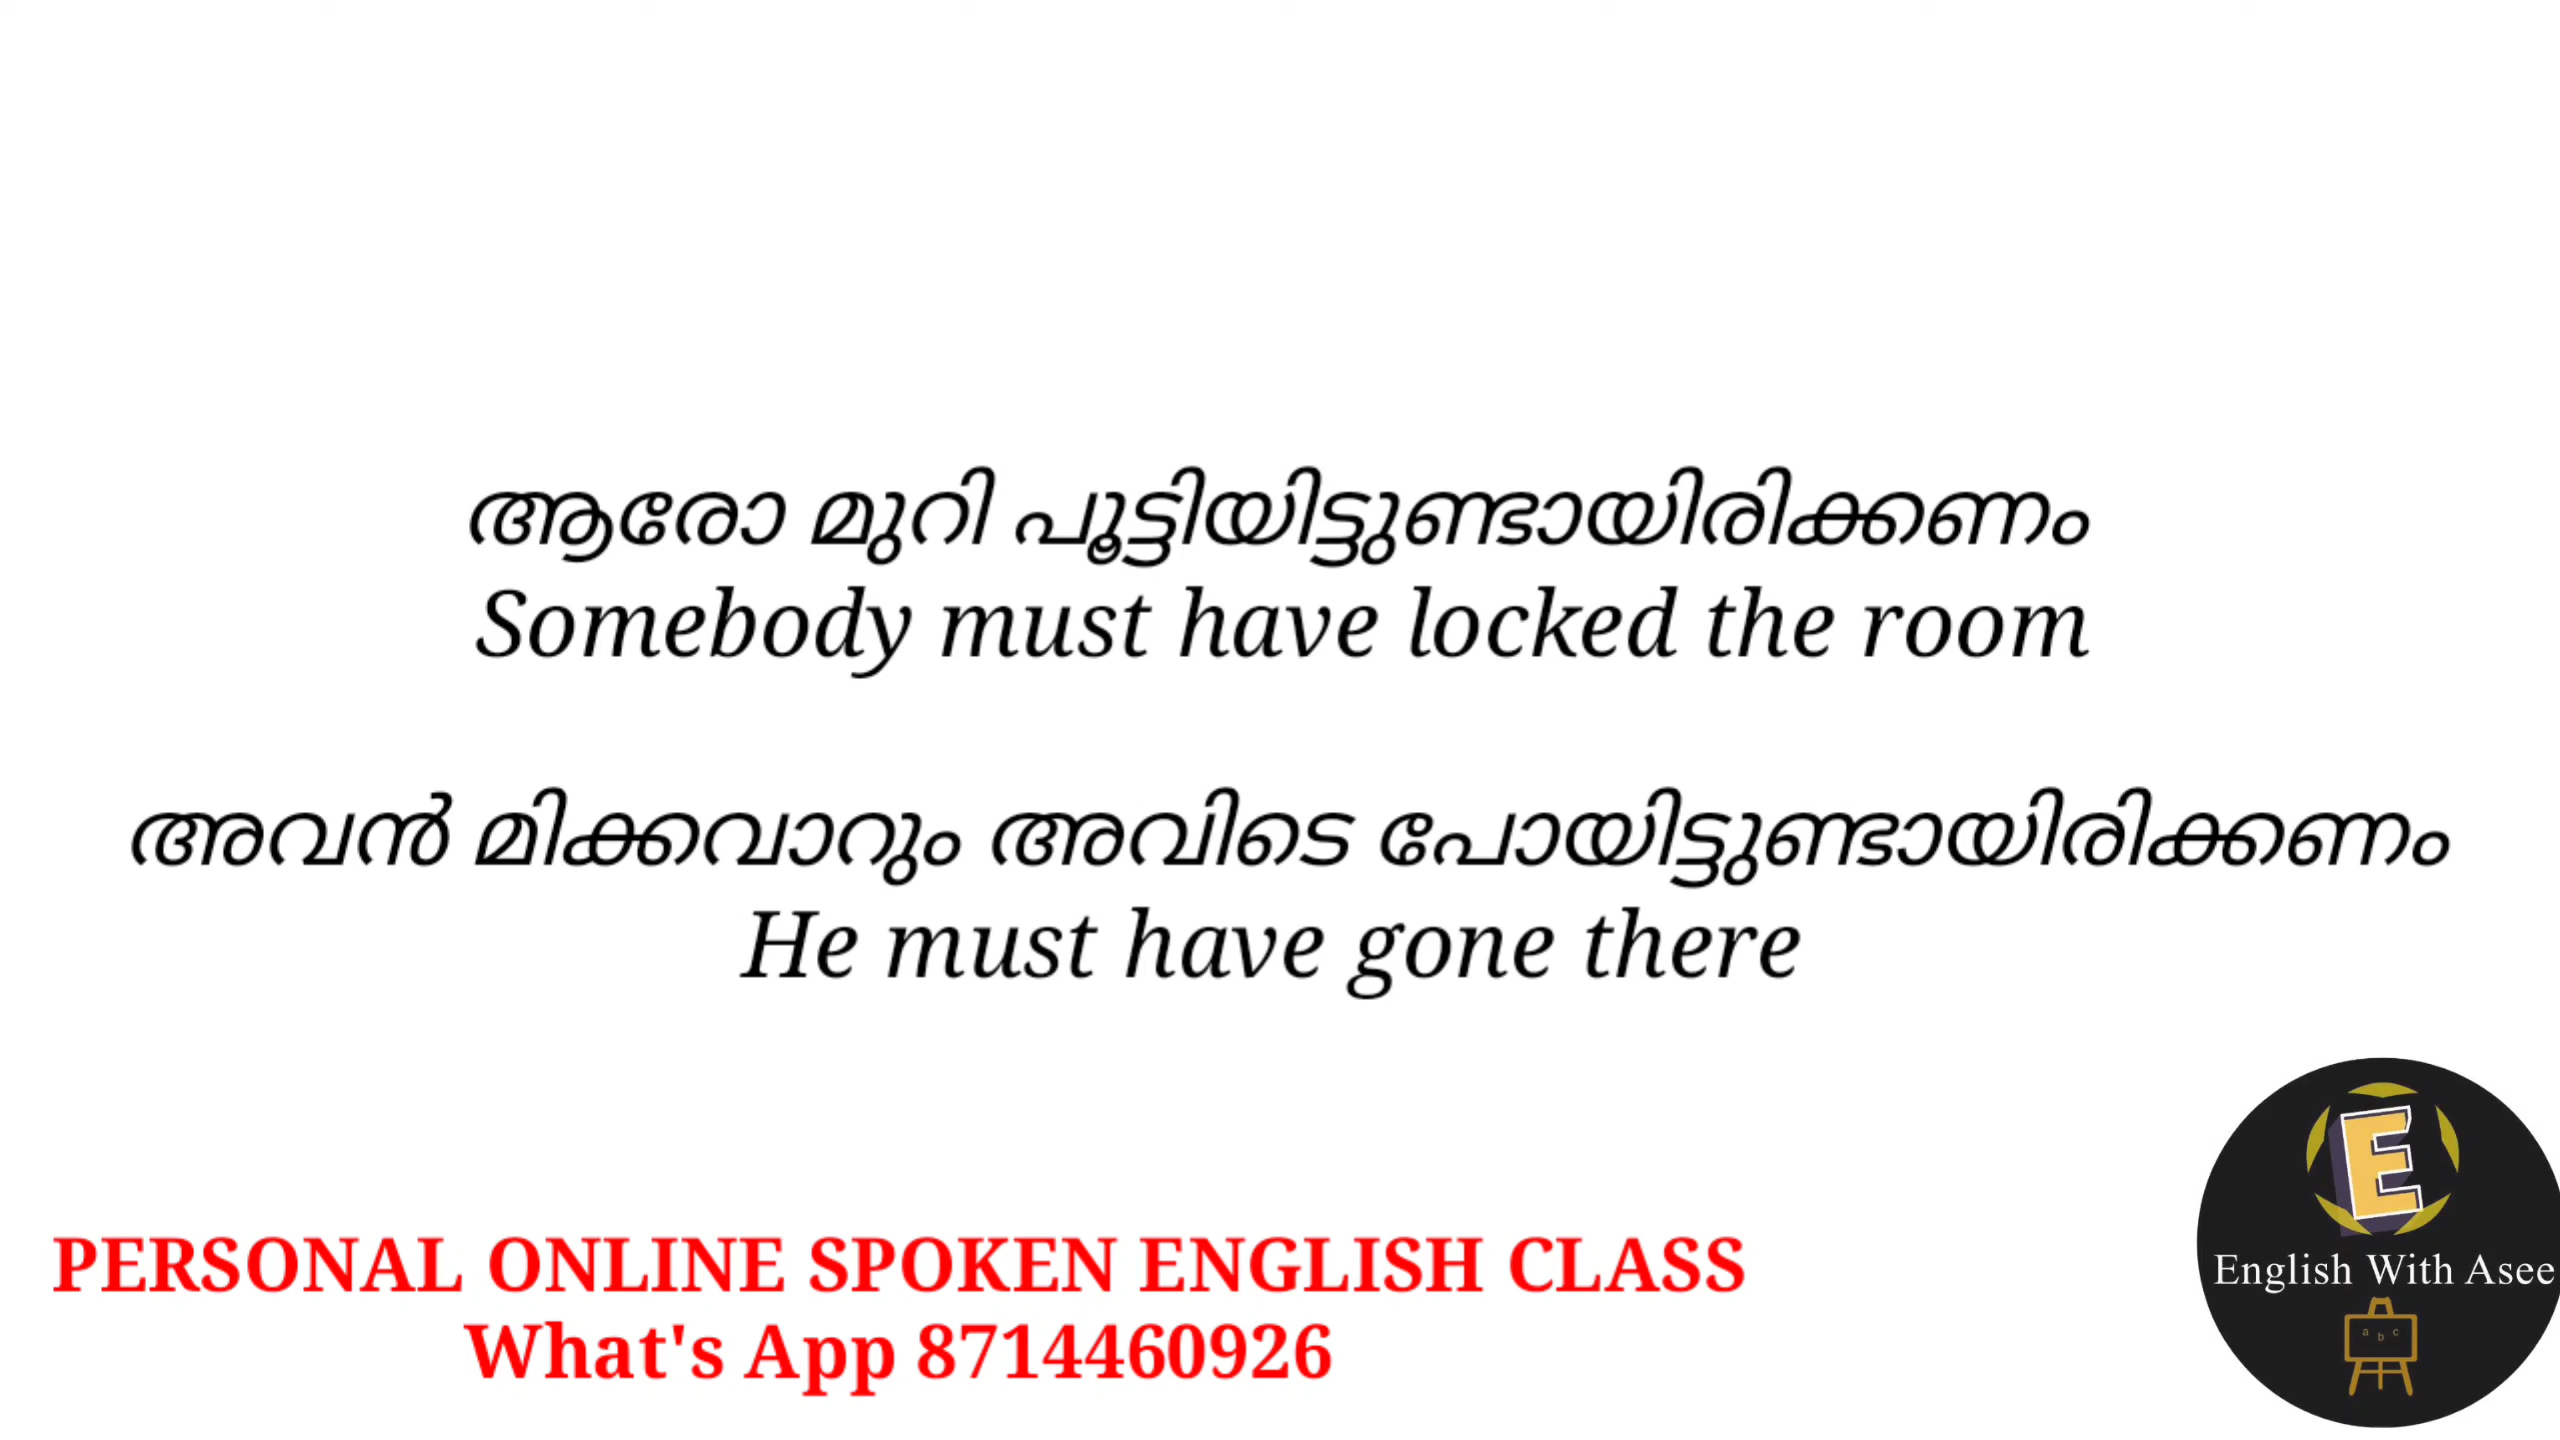 ആരോ മുറി പൂട്ടിയിട്ടുണ്ടായിരിക്കണം
Somebody must have locked the room
അവൻ മിക്കവാറും അവിടെ പോയിട്ടുണ്ടായിരിക്കണം
He must have gone there
PERSONAL ONLINE SPOKEN ENGLISH CLASS
What's App 8714460926
E
English With Asee
a b c